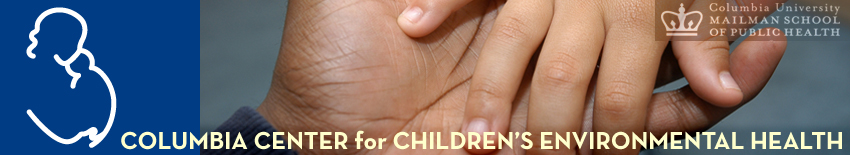 Columbia University
MAILMAN SCHOOL
OF PUBLIC HEALTH
COLUMBIA CENTER for CHILDREN'S ENVIRONMENTAL HEALTH